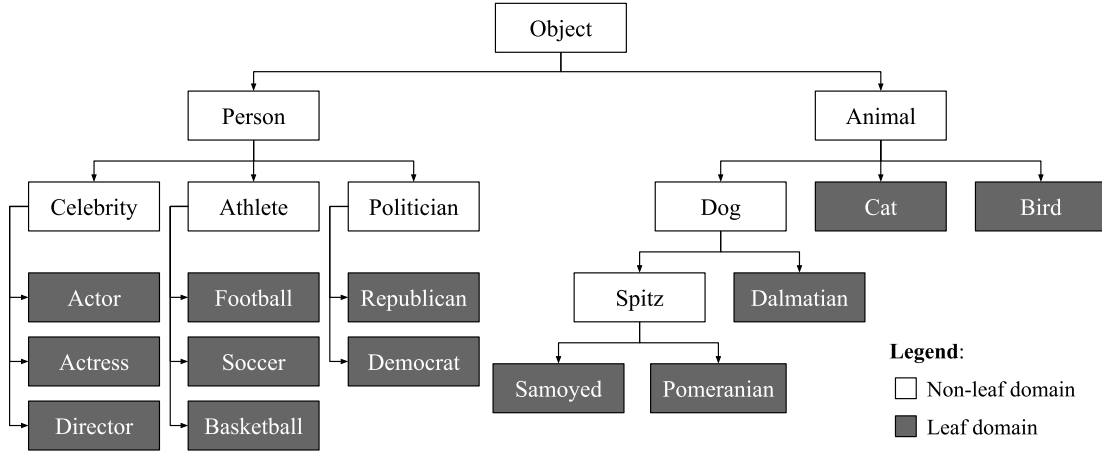 Object
Person
Animal
Celebrity
Athlete
Politician
Dog
Cat
Bird
Actor
Football
Republican
Spitz
Dalmatian
Actress
Soccer
Democrat
Samoyed
Pomeranian
Director
Basketball
Legend:
Non-leaf domain
Leaf domain